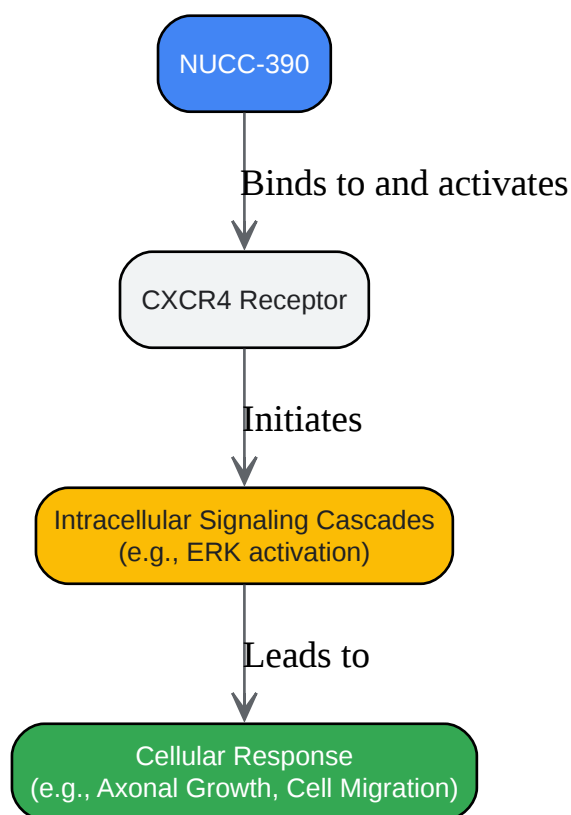 NUCC-390
Binds to and activates
CXCR4 Receptor
Initiates
Intracellular Signaling Cascades
(e.g., ERK activation)
Leads to
Cellular Response
(e.g., Axonal Growth, Cell Migration)